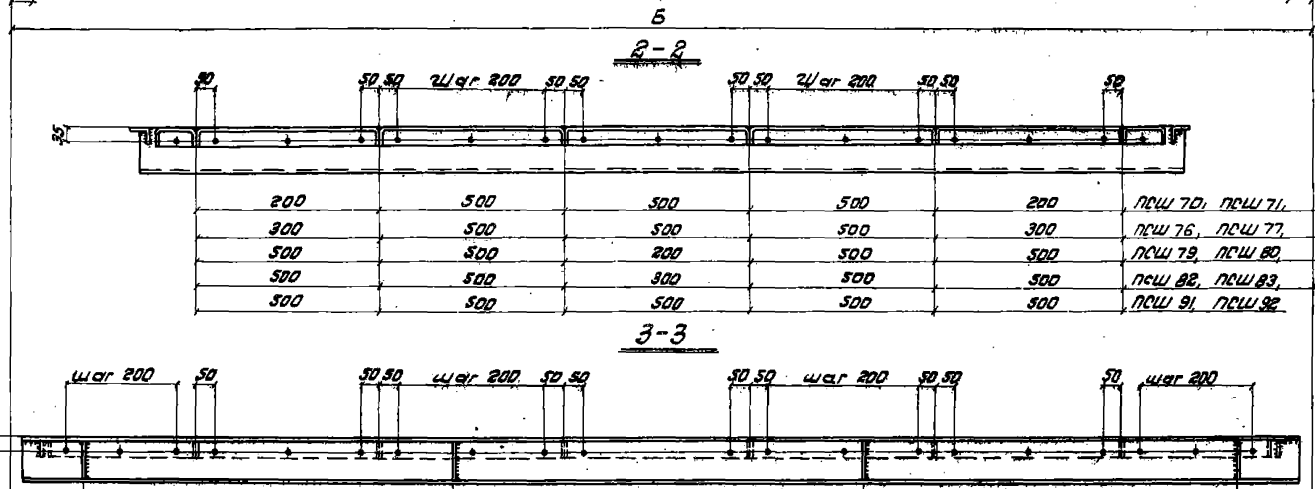 Б
2-2
50 50 50 Шаг 200 50 50 50 50 Шаг 200 50 50 50
35
200 500 500 500 200 ПСШ 70, ПСШ 71,
300 500 500 500 300 ПСШ 76, ПСШ 77,
500 500 200 500 500 ПСШ 79, ПСШ 80,
500 500 300 500 500 ПСШ 82, ПСШ 83,
500 500 500 500 500 ПСШ 91, ПСШ 92
3-3
шаг 200 50 50 50 шаг 200 50 50 50 50 шаг 200 50 50 50 шаг 200